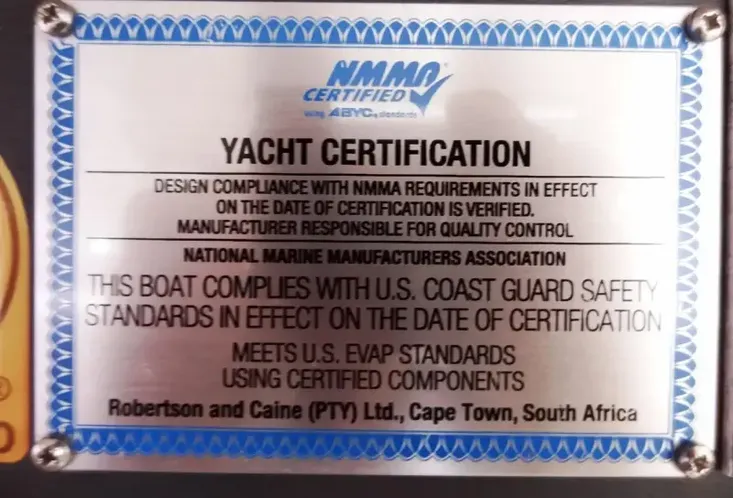 NMMA®
CERTIFIED
using ABYC® standards
YACHT CERTIFICATION
DESIGN COMPLIANCE WITH NMMA REQUIREMENTS IN EFFECT
ON THE DATE OF CERTIFICATION IS VERIFIED.
MANUFACTURER RESPONSIBLE FOR QUALITY CONTROL
NATIONAL MARINE MANUFACTURERS ASSOCIATION
THIS BOAT COMPLIES WITH U.S. COAST GUARD SAFETY
STANDARDS IN EFFECT ON THE DATE OF CERTIFICATION
MEETS U.S. EVAP STANDARDS
USING CERTIFIED COMPONENTS
Robertson and Caine (PTY) Ltd., Cape Town, South Africa